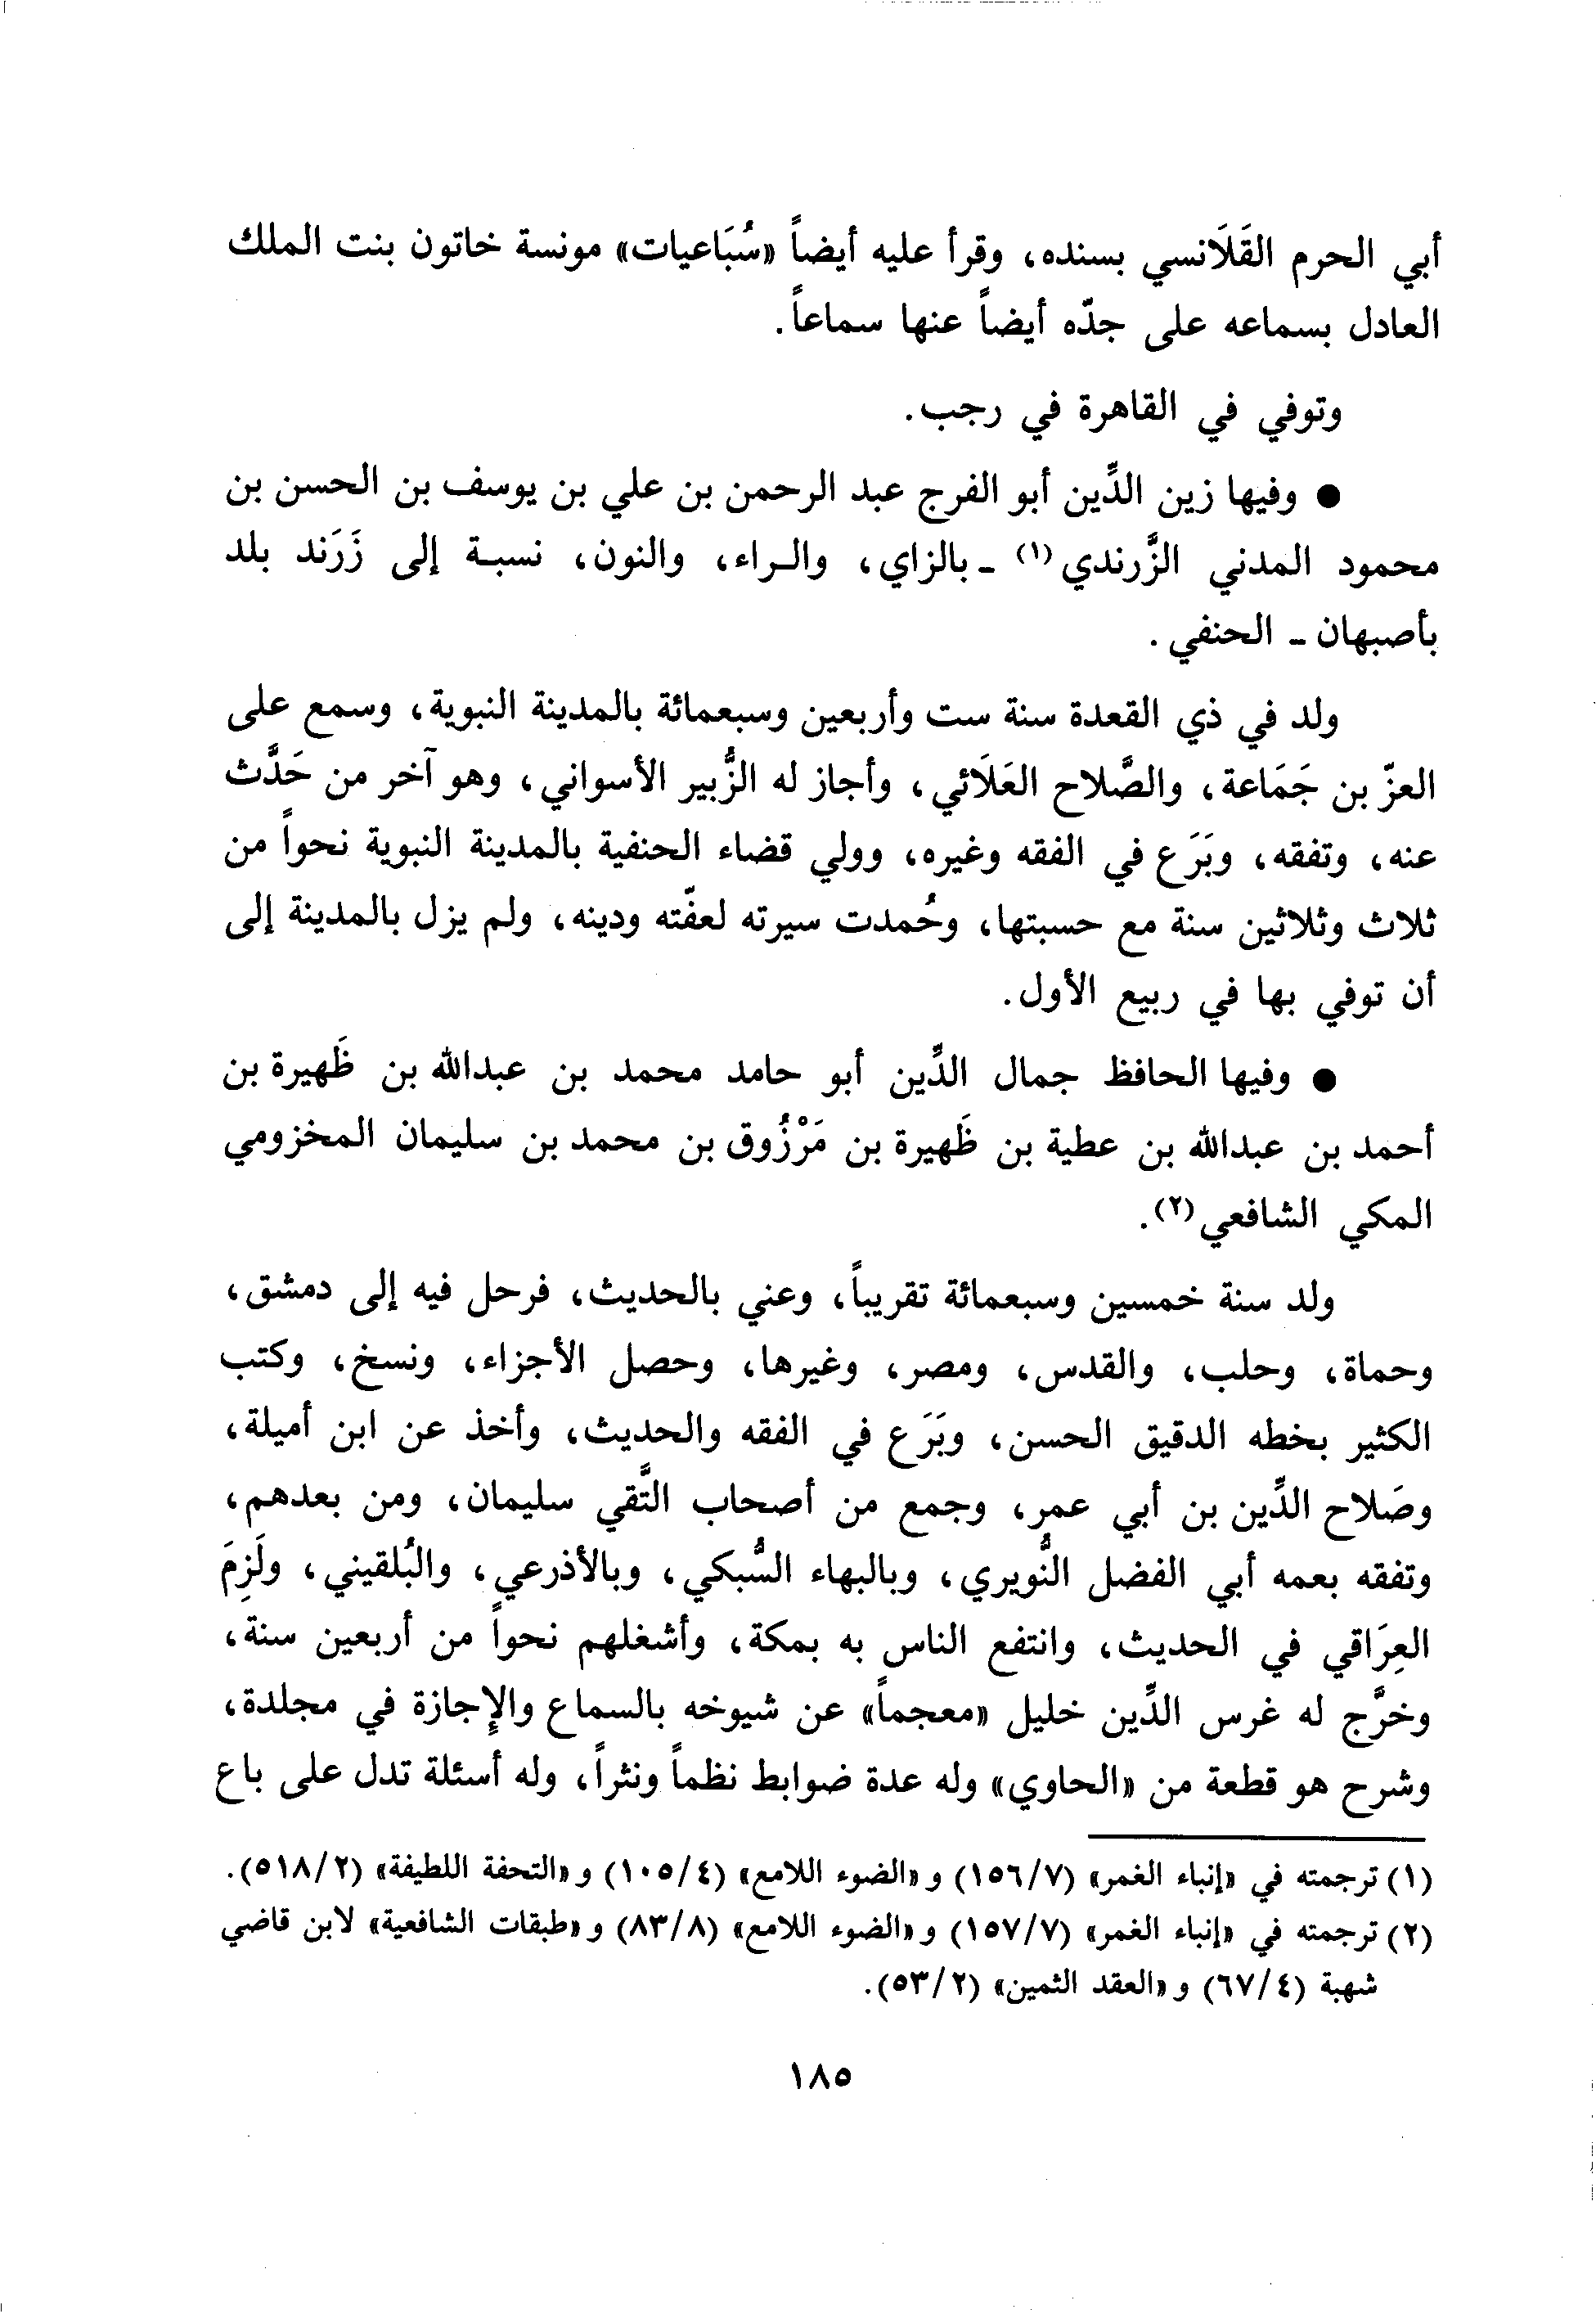 أبي الحرم القَلَانسي بسنده، وقرأ عليه أيضاً «سُبَاعيات» مونسة خاتون بنت الملك
العادل بسماعه على جدّه أيضاً عنها سماعاً.
وتوفي في القاهرة في رجب.
● وفيها زين الدِّين أبو الفرج عبد الرحمن بن علي بن يوسف بن الحسن بن
محمود المدني الزَّرندي(١) ـ بالزاي، والـراء، والنون، نسبـة إلى زَرَند بلد
بأصبهان ـ الحنفي.
ولد في ذي القعدة سنة ست وأربعين وسبعمائة بالمدينة النبوية، وسمع على
العزّ بن جَمَاعة، والصَّلاح العَلَائي، وأجاز له الزُّبير الأسواني، وهو آخر من حَدَّث
عنه، وتفقه، وبَرَع في الفقه وغيره، وولي قضاء الحنفية بالمدينة النبوية نحواً من
ثلاث وثلاثين سنة مع حسبتها، وحُمدت سيرته لعفّته ودينه، ولم يزل بالمدينة إلى
أن توفي بها في ربيع الأول.
● وفيها الحافظ جمال الدِّين أبو حامد محمد بن عبدالله بن ظَهيرة بن
أحمد بن عبدالله بن عطية بن ظَهيرة بن مَرْزُوق بن محمد بن سليمان المخزومي
المكي الشافعي(٢).
ولد سنة خمسين وسبعمائة تقريباً، وعني بالحديث، فرحل فيه إلى دمشق،
وحماة، وحلب، والقدس، ومصر، وغيرها، وحصل الأجزاء، ونسخ، وكتب
الكثير بخطه الدقيق الحسن، وبَرَع في الفقه والحديث، وأخذ عن ابن أميلة،
وصَلاح الدِّين بن أبي عمر، وجمع من أصحاب التَّقي سليمان، ومن بعدهم،
وتفقه بعمه أبي الفضل النُّويري، وبالبهاء السُّبكي، وبالأذرعي، والبُلقيني، ولَزِمَ
العِرَاقي في الحديث، وانتفع الناس به بمكة، وأشغلهم نحواً من أربعين سنة،
وخرَّج له غرس الدِّين خليل «معجماً» عن شيوخه بالسماع والإجازة في مجلدة،
وشرح هو قطعة من «الحاوي» وله عدة ضوابط نظماً ونثراً، وله أسئلة تدل على باع
(١) ترجمته في «إنباء الغمر» (١٥٦/٧) و «الضوء اللامع» (١٠٥/٤) و «التحفة اللطيفة» (٥١٨/٢).
(٢) ترجمته في «إنباء الغمر» (١٥٧/٧) و «الضوء اللامع» (٨٣/٨) و «طبقات الشافعية» لابن قاضي
شهبة (٦٧/٤) و «العقد الثمين» (٥٣/٢).
١٨٥